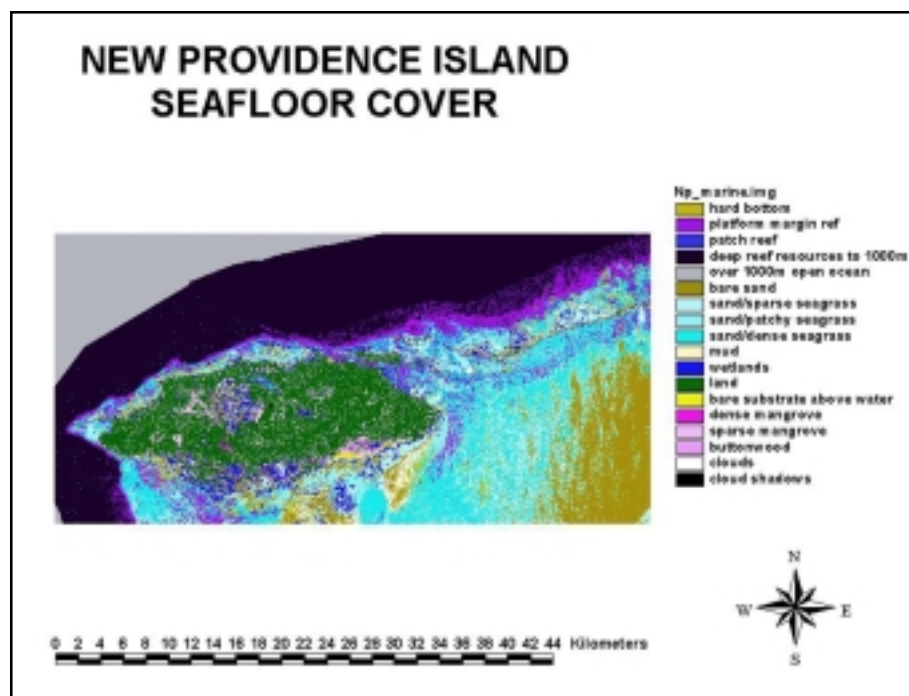 NEW PROVIDENCE ISLAND
SEAFLOOR COVER
Np_marine.img
hard bottom
platform margin ref
patch reef
deep reef resources to 1000m
over 1000m open ocean
bare sand
sand/sparse seagrass
sand/patchy seagrass
sand/dense seagrass
mud
wetlands
land
bare substrate above water
dense mangrove
sparse mangrove
buttonwood
clouds
cloud shadows
N
W E
S
0 2 4 6 8 10 12 14 16 18 20 22 24 26 28 30 32 34 36 38 40 42 44 Kilometers